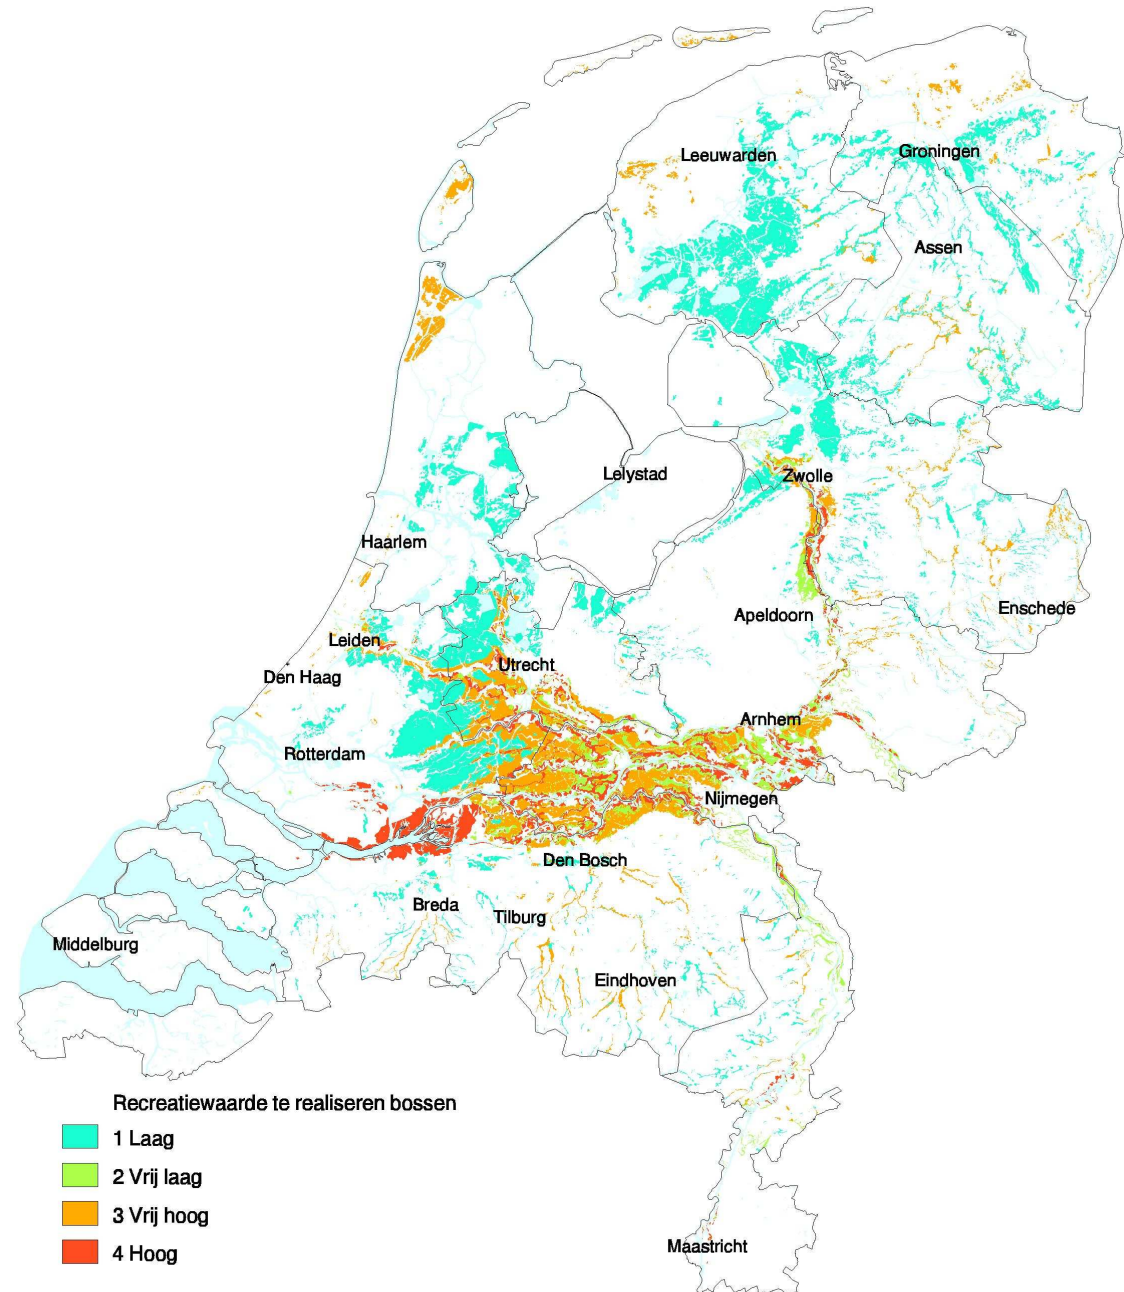 Leeuwarden
Groningen
Assen
Lelystad
Zwolle
Haarlem
Apeldoorn
Enschede
Leiden
Utrecht
Den Haag
Arnhem
Rotterdam
Nijmegen
Den Bosch
Breda
Tilburg
Middelburg
Eindhoven
Maastricht
Recreatiewaarde te realiseren bossen
1 Laag
2 Vrij laag
3 Vrij hoog
4 Hoog